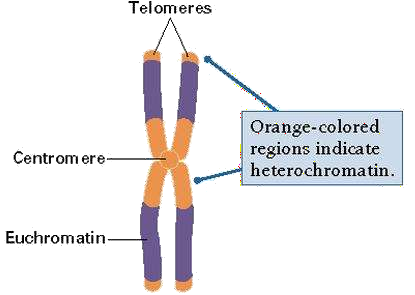 Telomeres
Orange-colored
regions indicate
heterochromatin.
Centromere
Euchromatin